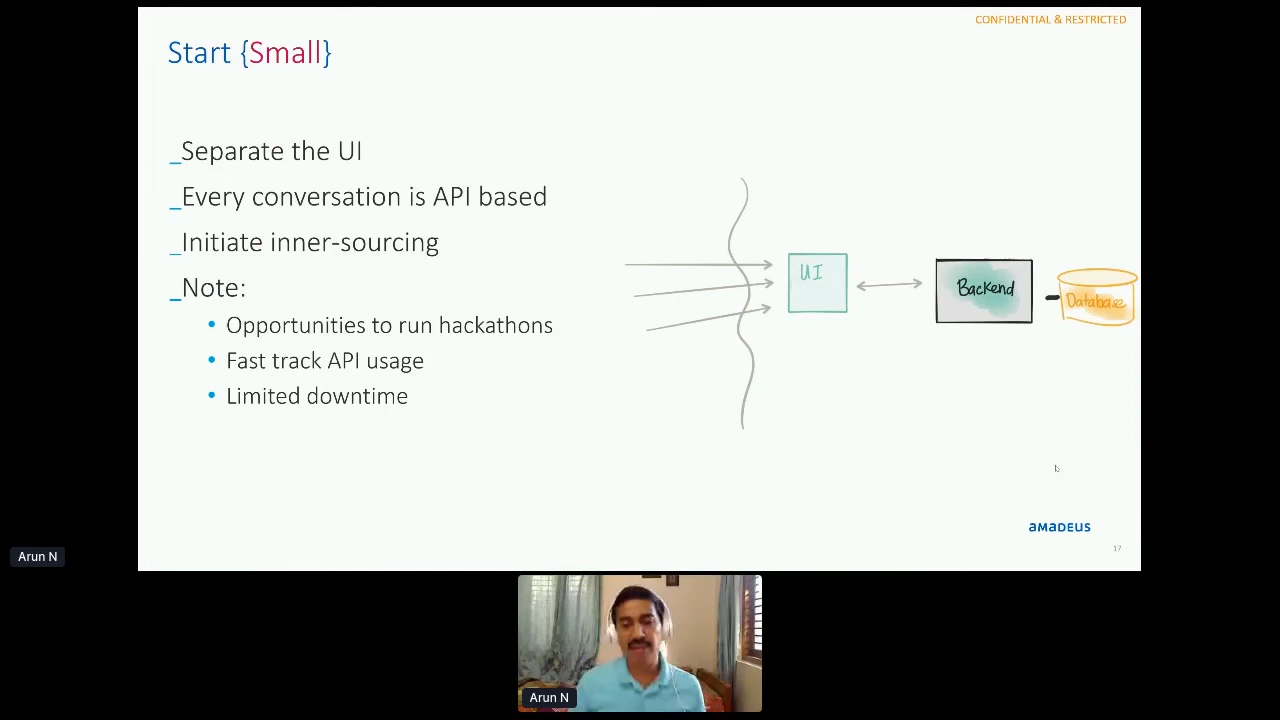 CONFIDENTIAL & RESTRICTED
Start {Small}
_Separate the UI
_Every conversation is API based
_Initiate inner-sourcing
_Note:
• Opportunities to run hackathons
• Fast track API usage
• Limited downtime
UI
Backend
Database
amadeus
17
Arun N
Arun N